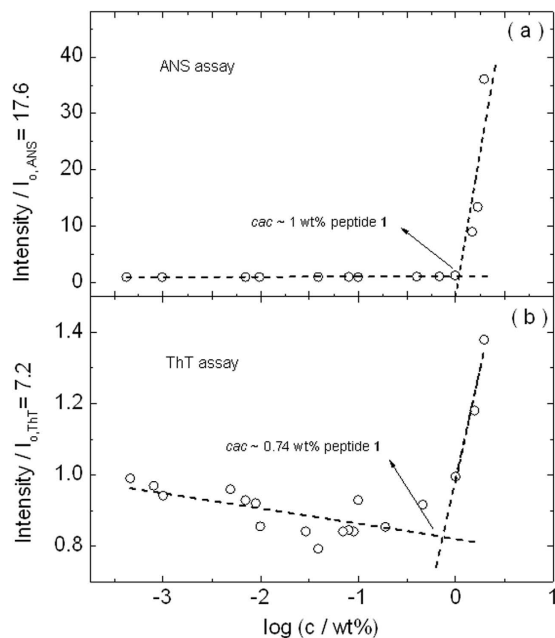 ( a )
ANS assay
40
30
20
10
0
Intensity / I_{o,ANS} = 17.6
cac ~ 1 wt% peptide 1
( b )
ThT assay
1.4
1.2
1.0
0.8
Intensity / I_{o,ThT} = 7.2
cac ~ 0.74 wt% peptide 1
-3 -2 -1 0 1
log (c / wt%)